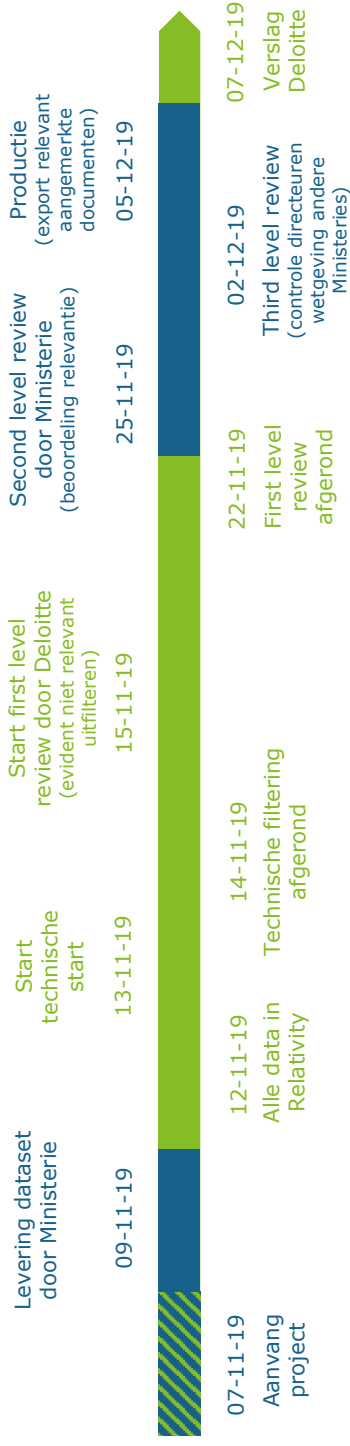 07-11-19
Aanvang
project
Levering dataset
door Ministerie
09-11-19
12-11-19
Alle data in
Relativity
Start
technische
start
13-11-19
14-11-19
Technische filtering
afgerond
Start first level
review door Deloitte
(evident niet relevant
uitfilteren)
15-11-19
22-11-19
First level
review
afgerond
Second level review
door Ministerie
(beoordeling relevantie)
25-11-19
02-12-19
Third level review
(controle directeuren
wetgeving andere
Ministeries)
Productie
(export relevant
aangemerkte
documenten)
05-12-19
07-12-19
Verslag
Deloitte